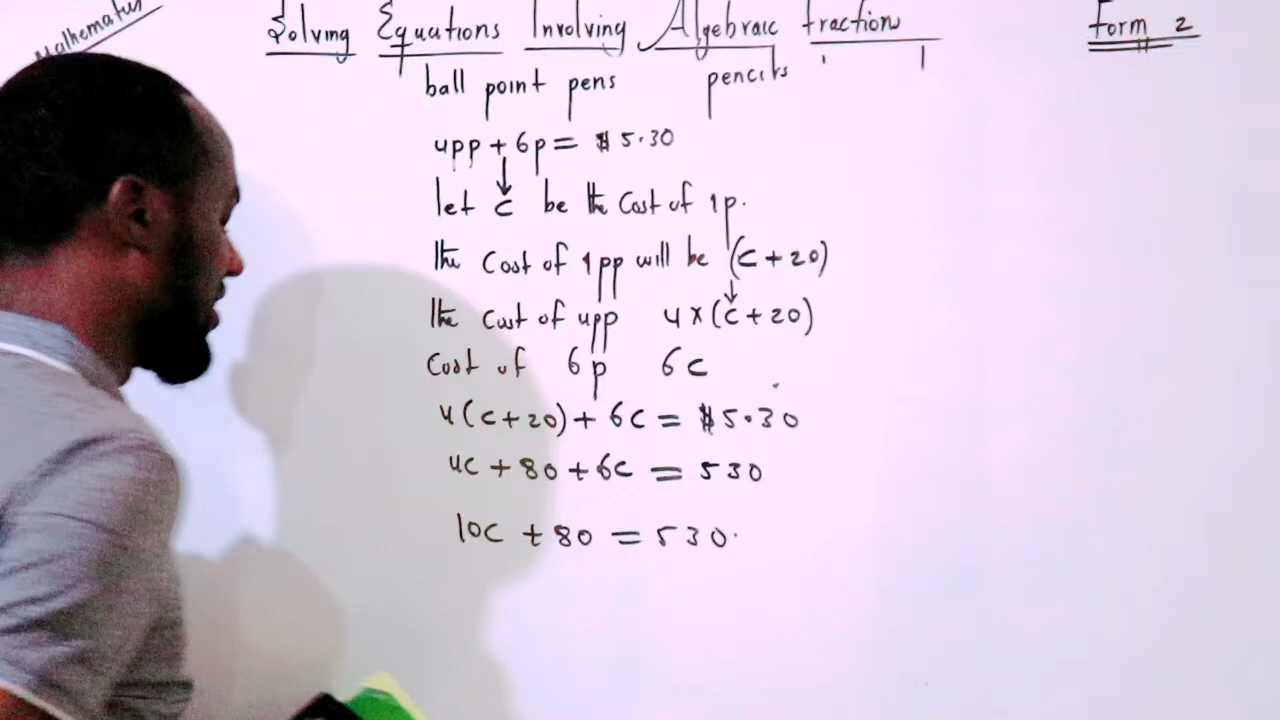 Mathematus
Solving Equations Involving Algebraic fraction
Form 2
ball point pens pencils
4pp + 6p = $5.30
let c be the Cost of 1p.
The Cost of 1pp will be (c+20)
The Cost of 4pp 4×(c+20)
Cost of 6p 6c
4(c+20) + 6c = $5.30
4c + 80 + 6c = 530
10c + 80 = 530.